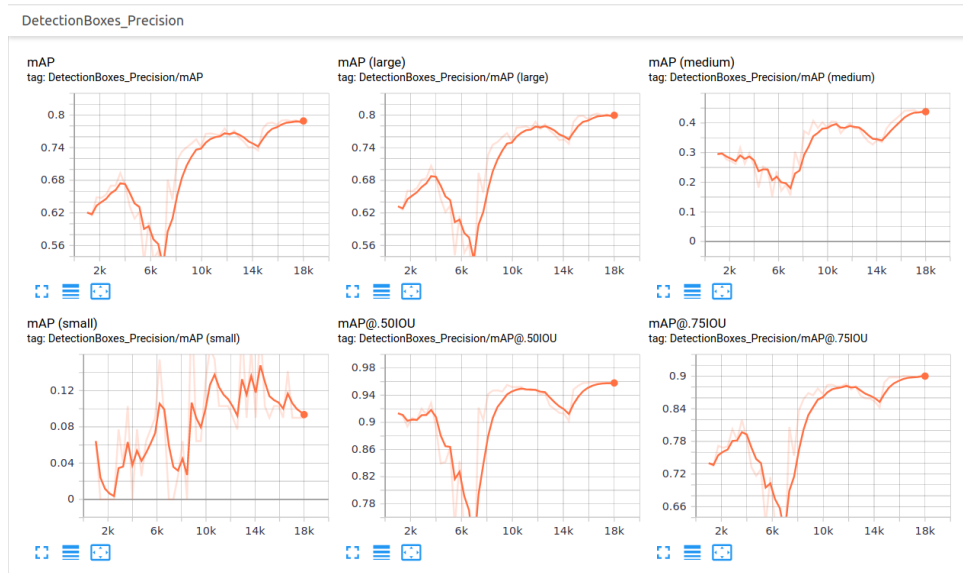 DetectionBoxes_Precision
mAP
tag: DetectionBoxes_Precision/mAP
0.8
0.74
0.68
0.62
0.56
2k 6k 10k 14k 18k
mAP (large)
tag: DetectionBoxes_Precision/mAP (large)
0.8
0.74
0.68
0.62
0.56
2k 6k 10k 14k 18k
mAP (medium)
tag: DetectionBoxes_Precision/mAP (medium)
0.4
0.3
0.2
0.1
0
2k 6k 10k 14k 18k
mAP (small)
tag: DetectionBoxes_Precision/mAP (small)
0.12
0.08
0.04
0
2k 6k 10k 14k 18k
mAP@.50IOU
tag: DetectionBoxes_Precision/mAP@.50IOU
0.98
0.94
0.9
0.86
0.82
0.78
2k 6k 10k 14k 18k
mAP@.75IOU
tag: DetectionBoxes_Precision/mAP@.75IOU
0.9
0.84
0.78
0.72
0.66
2k 6k 10k 14k 18k